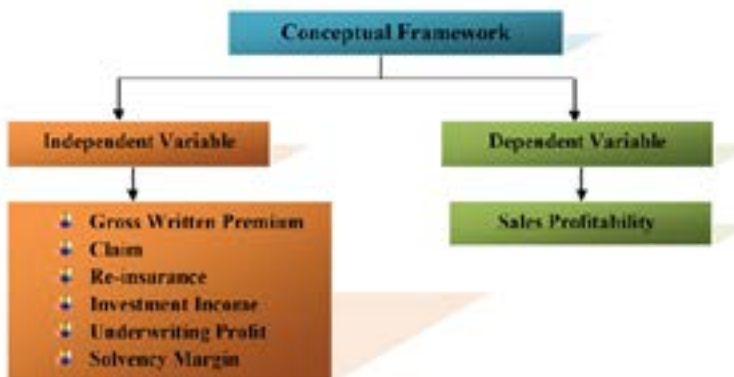 Conceptual Framework
Independent Variable
Dependent Variable
Gross Written Premium
Claim
Re-insurance
Investment Income
Underwriting Profit
Solvency Margin
Sales Profitability